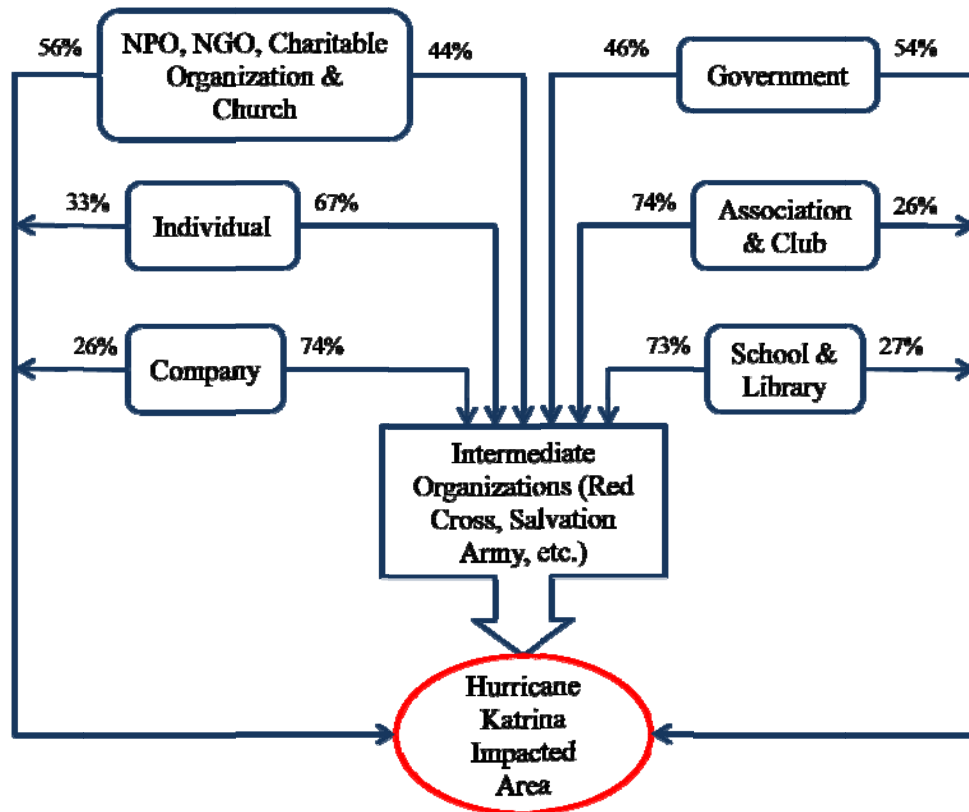 56%
NPO, NGO, Charitable
Organization &
Church
44%
46%
Government
54%
33%
Individual
67%
74%
Association
& Club
26%
26%
Company
74%
73%
School &
Library
27%
Intermediate
Organizations (Red
Cross, Salvation
Army, etc.)
Hurricane
Katrina
Impacted
Area